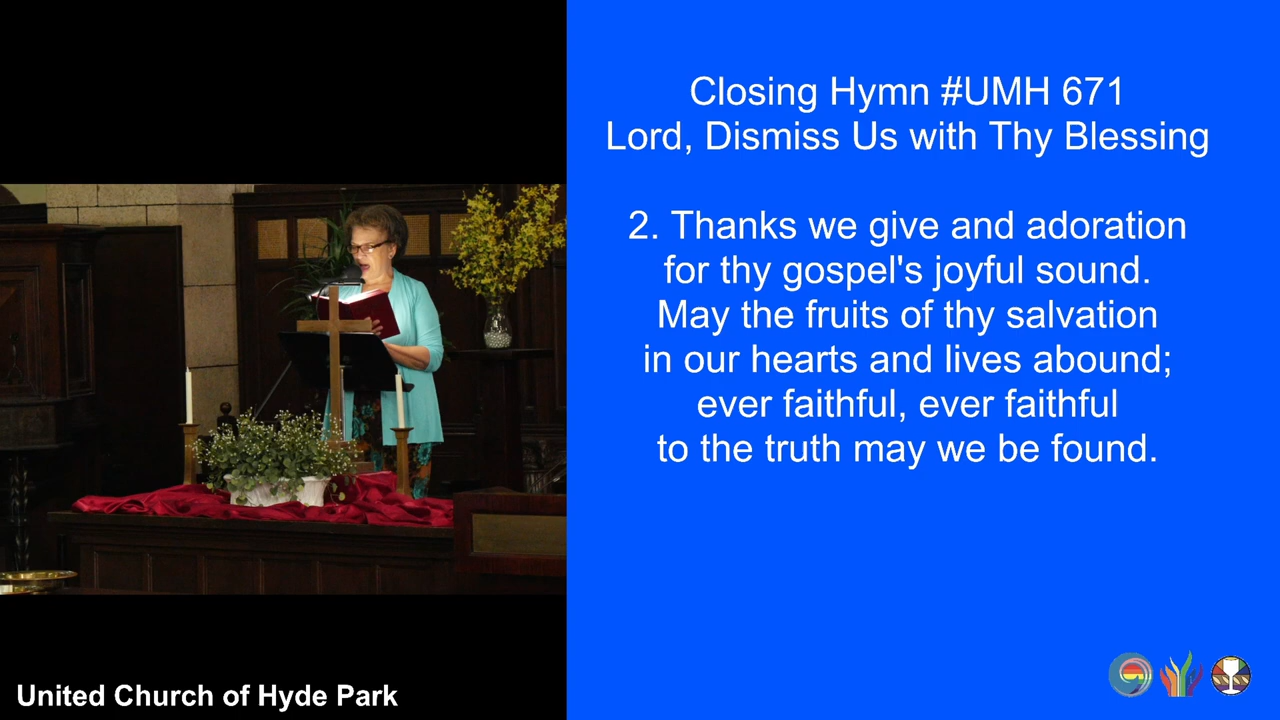 Closing Hymn #UMH 671
Lord, Dismiss Us with Thy Blessing
2. Thanks we give and adoration
for thy gospel's joyful sound.
May the fruits of thy salvation
in our hearts and lives abound;
ever faithful, ever faithful
to the truth may we be found.
United Church of Hyde Park